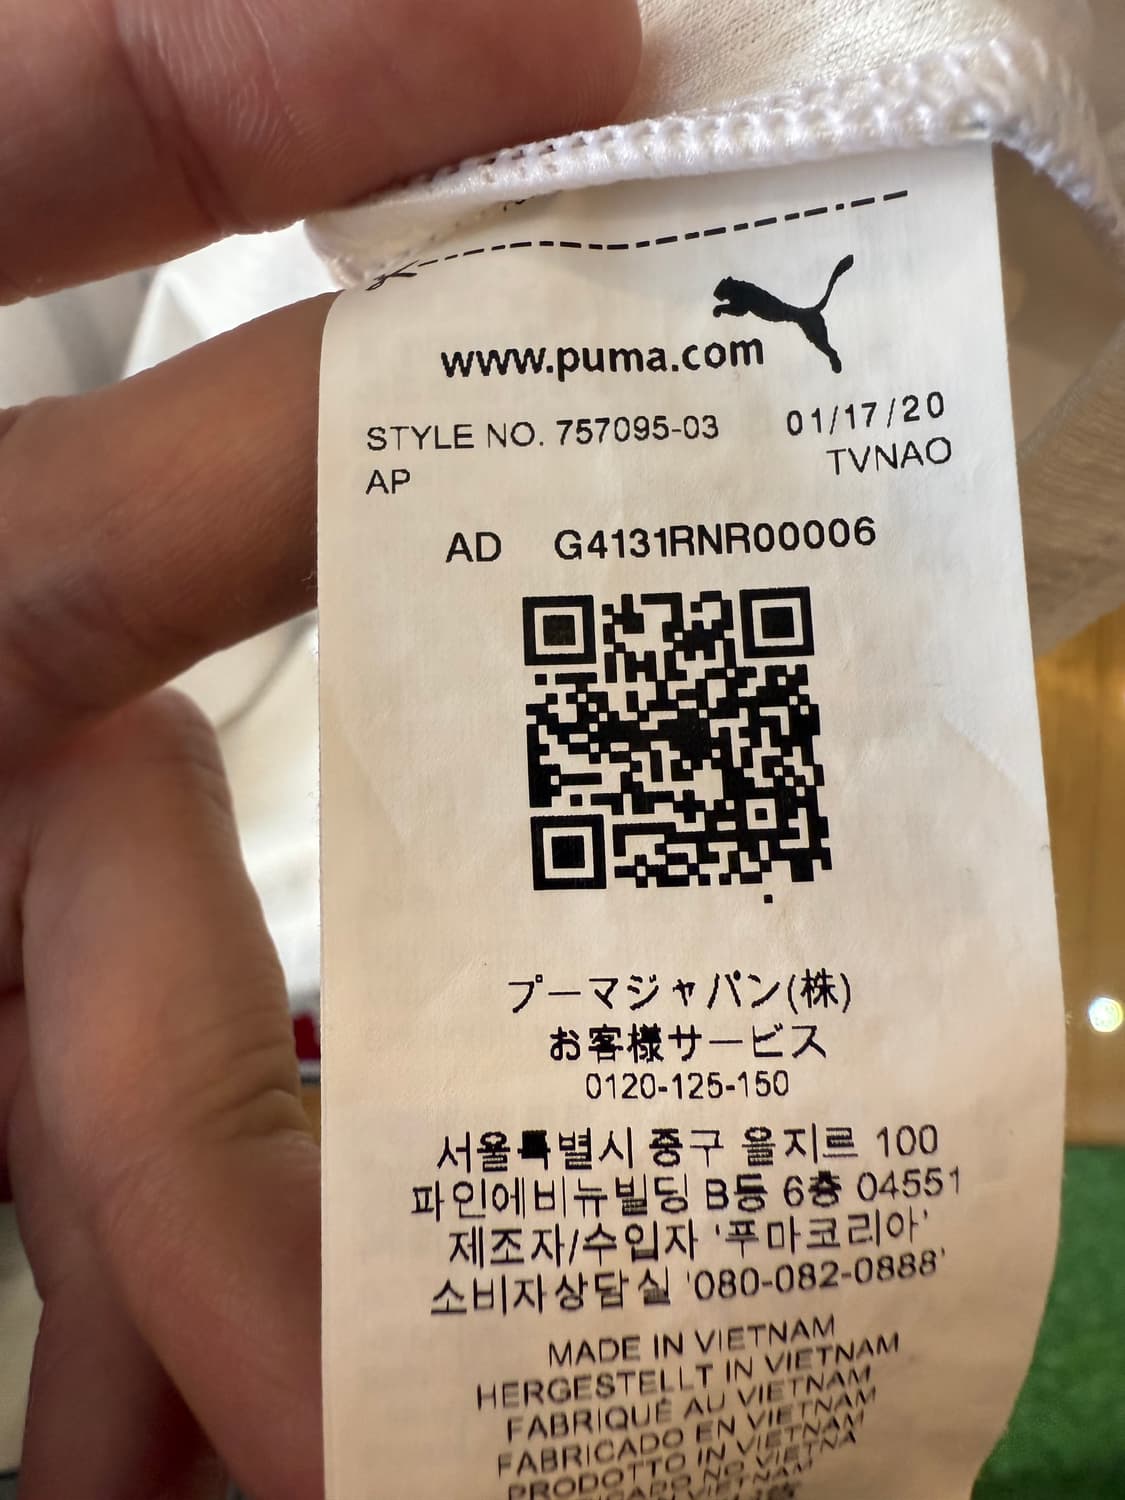 www.puma.com
STYLE NO. 757095-03 01/17/20
AP TVNAO
AD G4131RNR00006
プーマジャパン(株)
お客様サービス
0120-125-150
서울특별시 중구 을지르 100
파인에비뉴빌딩 B등 6층 04551
제조자/수입자 '푸마코리아'
소비자상담실 '080-082-0888'
MADE IN VIETNAM
HERGESTELLT IN VIETNAM
FABRIQUÉ AU VIETNAM
FABRICADO EN VIETNAM
PRODOTTO IN VIETNAM